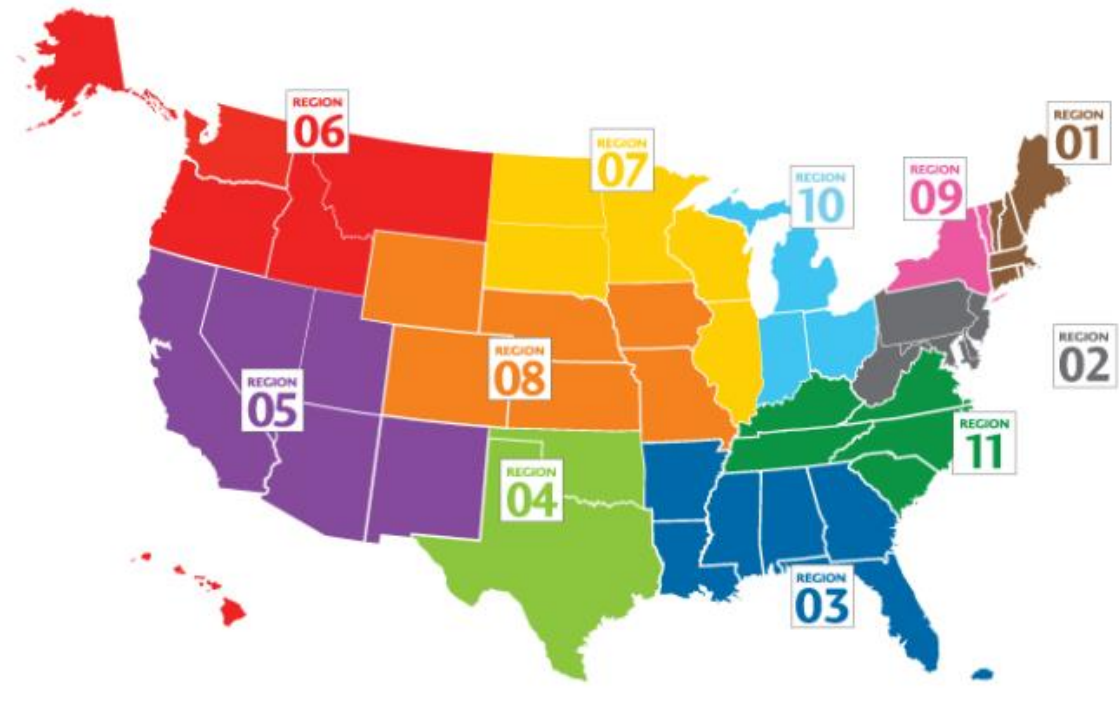 REGION
06
REGION
01
REGION
07
REGION
10
REGION
09
REGION
02
REGION
08
REGION
05
REGION
11
REGION
04
REGION
03